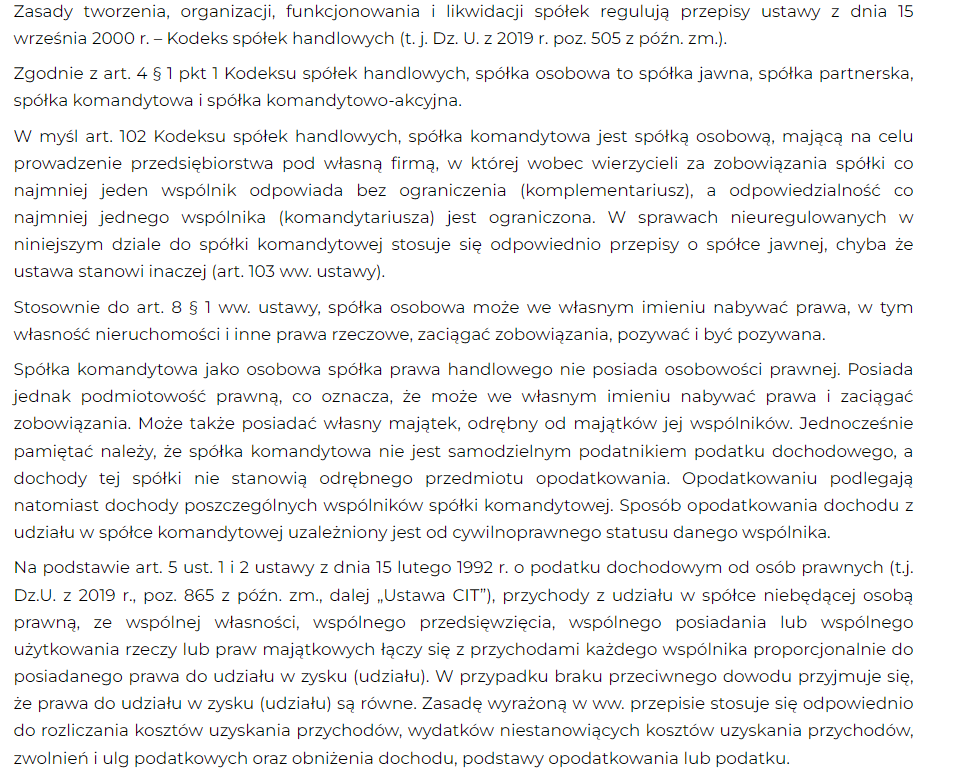 Zasady tworzenia, organizacji, funkcjonowania i likwidacji spółek regulują przepisy ustawy z dnia 15
września 2000 r. – Kodeks spółek handlowych (t. j. Dz. U. z 2019 r. poz. 505 z późn. zm.).
Zgodnie z art. 4 § 1 pkt 1 Kodeksu spółek handlowych, spółka osobowa to spółka jawna, spółka partnerska,
spółka komandytowa i spółka komandytowo-akcyjna.
W myśl art. 102 Kodeksu spółek handlowych, spółka komandytowa jest spółką osobową, mającą na celu
prowadzenie przedsiębiorstwa pod własną firmą, w której wobec wierzycieli za zobowiązania spółki co
najmniej jeden wspólnik odpowiada bez ograniczenia (komplementariusz), a odpowiedzialność co
najmniej jednego wspólnika (komandytariusza) jest ograniczona. W sprawach nieuregulowanych w
niniejszym dziale do spółki komandytowej stosuje się odpowiednio przepisy o spółce jawnej, chyba że
ustawa stanowi inaczej (art. 103 ww. ustawy).
Stosownie do art. 8 § 1 ww. ustawy, spółka osobowa może we własnym imieniu nabywać prawa, w tym
własność nieruchomości i inne prawa rzeczowe, zaciągać zobowiązania, pozywać i być pozywana.
Spółka komandytowa jako osobowa spółka prawa handlowego nie posiada osobowości prawnej. Posiada
jednak podmiotowość prawną, co oznacza, że może we własnym imieniu nabywać prawa i zaciągać
zobowiązania. Może także posiadać własny majątek, odrębny od majątków jej wspólników. Jednocześnie
pamiętać należy, że spółka komandytowa nie jest samodzielnym podatnikiem podatku dochodowego, a
dochody tej spółki nie stanowią odrębnego przedmiotu opodatkowania. Opodatkowaniu podlegają
natomiast dochody poszczególnych wspólników spółki komandytowej. Sposób opodatkowania dochodu z
udziału w spółce komandytowej uzależniony jest od cywilnoprawnego statusu danego wspólnika.
Na podstawie art. 5 ust. 1 i 2 ustawy z dnia 15 lutego 1992 r. o podatku dochodowym od osób prawnych (t.j.
Dz.U. z 2019 r., poz. 865 z późn. zm., dalej „Ustawa CIT”), przychody z udziału w spółce niebędącej osobą
prawną, ze wspólnej własności, wspólnego przedsięwzięcia, wspólnego posiadania lub wspólnego
użytkowania rzeczy lub praw majątkowych łączy się z przychodami każdego wspólnika proporcjonalnie do
posiadanego prawa do udziału w zysku (udziału). W przypadku braku przeciwnego dowodu przyjmuje się,
że prawa do udziału w zysku (udziału) są równe. Zasadę wyrażoną w ww. przepisie stosuje się odpowiednio
do rozliczania kosztów uzyskania przychodów, wydatków niestanowiących kosztów uzyskania przychodów,
zwolnień i ulg podatkowych oraz obniżenia dochodu, podstawy opodatkowania lub podatku.